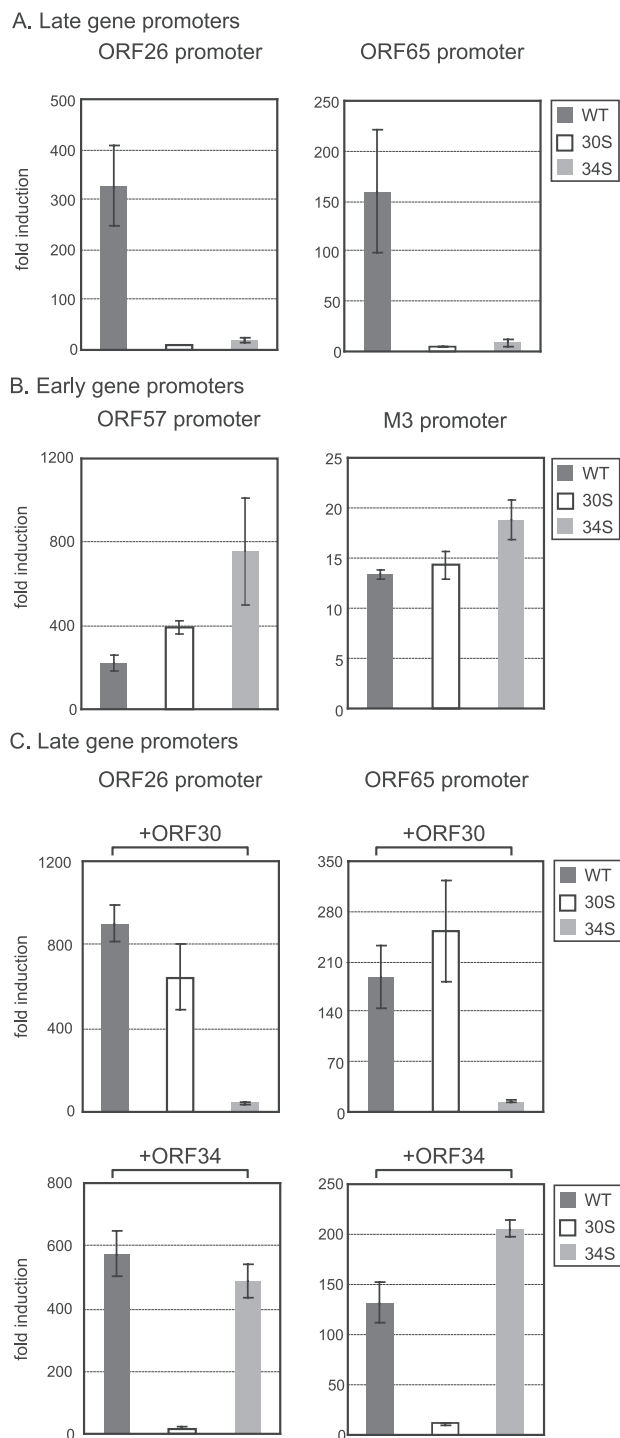 A. Late gene promoters
ORF26 promoter
ORF65 promoter
fold induction
500
400
300
200
100
0
250
200
150
100
50
0
WT
30S
34S
B. Early gene promoters
ORF57 promoter
M3 promoter
fold induction
1200
800
400
0
25
20
15
10
5
0
WT
30S
34S
C. Late gene promoters
ORF26 promoter
ORF65 promoter
+ORF30
+ORF30
fold induction
1200
800
400
0
350
280
210
140
70
0
WT
30S
34S
+ORF34
+ORF34
fold induction
800
600
400
200
0
250
200
150
100
50
0
WT
30S
34S